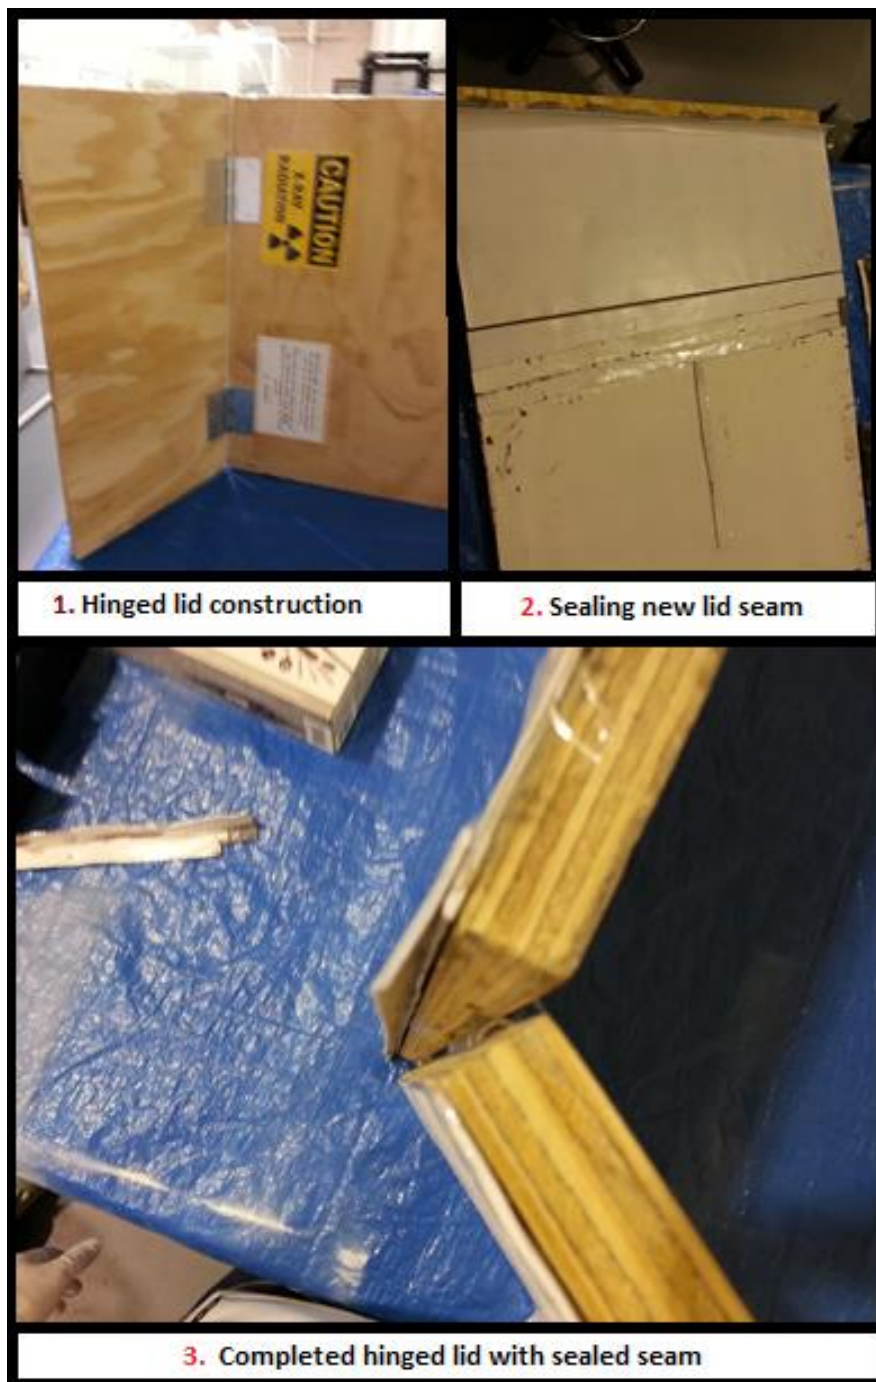 CAUTION
X-RAY
RADIATION
1. Hinged lid construction
2. Sealing new lid seam
3. Completed hinged lid with sealed seam